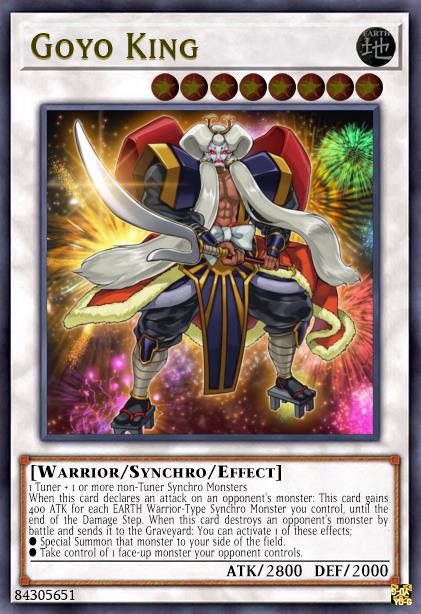 Goyo King
EARTH
地
[Warrior/Synchro/Effect]
1 Tuner + 1 or more non-Tuner Synchro Monsters
When this card declares an attack on an opponent's monster: This card gains
400 ATK for each EARTH Warrior-Type Synchro Monster you control, until the
end of the Damage Step. When this card destroys an opponent's monster by
battle and sends it to the Graveyard: You can activate 1 of these effects;
● Special Summon that monster to your side of the field.
● Take control of 1 face-up monster your opponent controls.
ATK/2800 DEF/2000
84305651